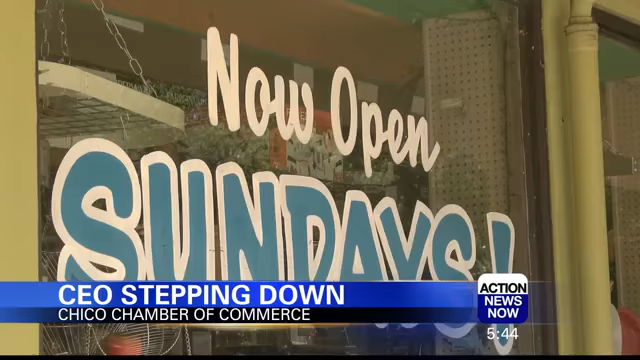 Now Open
SUNDAYS!
CEO STEPPING DOWN
CHICO CHAMBER OF COMMERCE
ACTION
NEWS
NOW
5:44